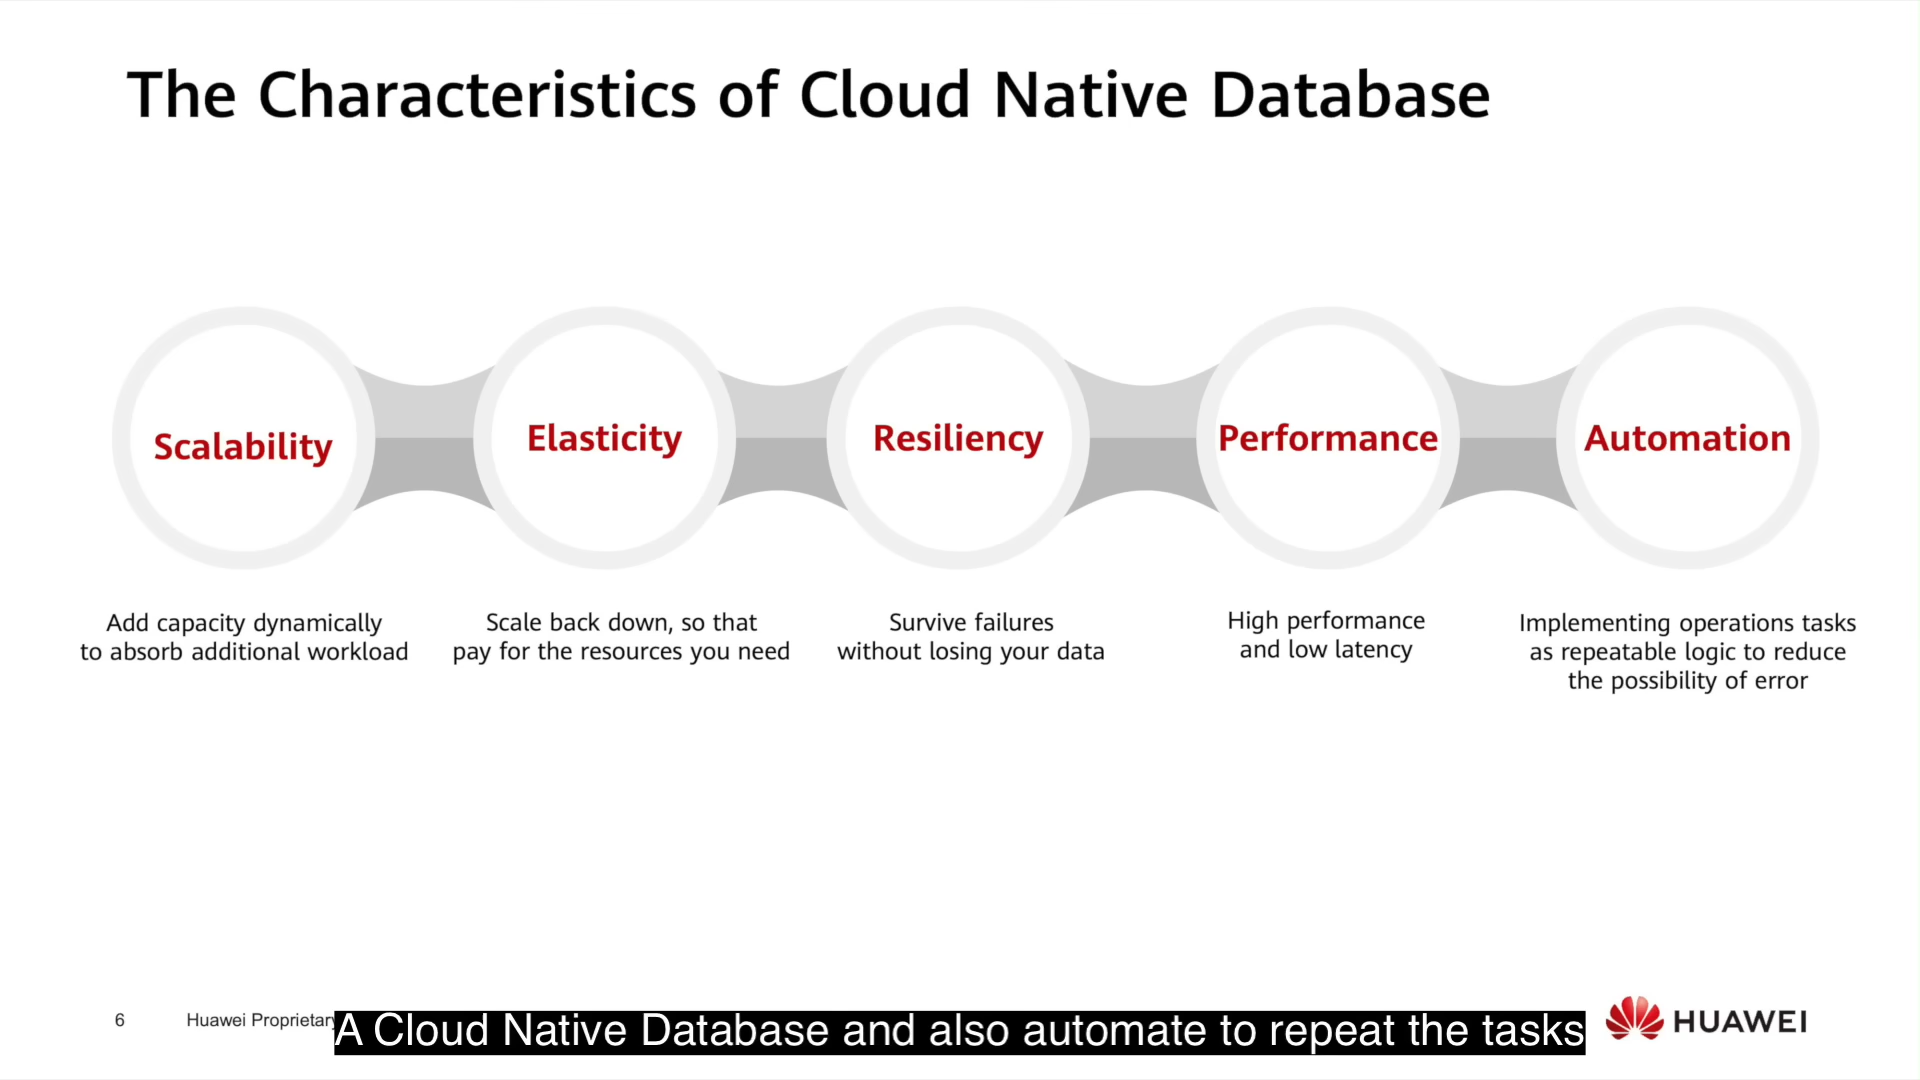 The Characteristics of Cloud Native Database
Scalability
Elasticity
Resiliency
Performance
Automation
Add capacity dynamically
to absorb additional workload
Scale back down, so that
pay for the resources you need
Survive failures
without losing your data
High performance
and low latency
Implementing operations tasks
as repeatable logic to reduce
the possibility of error
6
Huawei Proprietary
A Cloud Native Database and also automate to repeat the tasks
HUAWEI